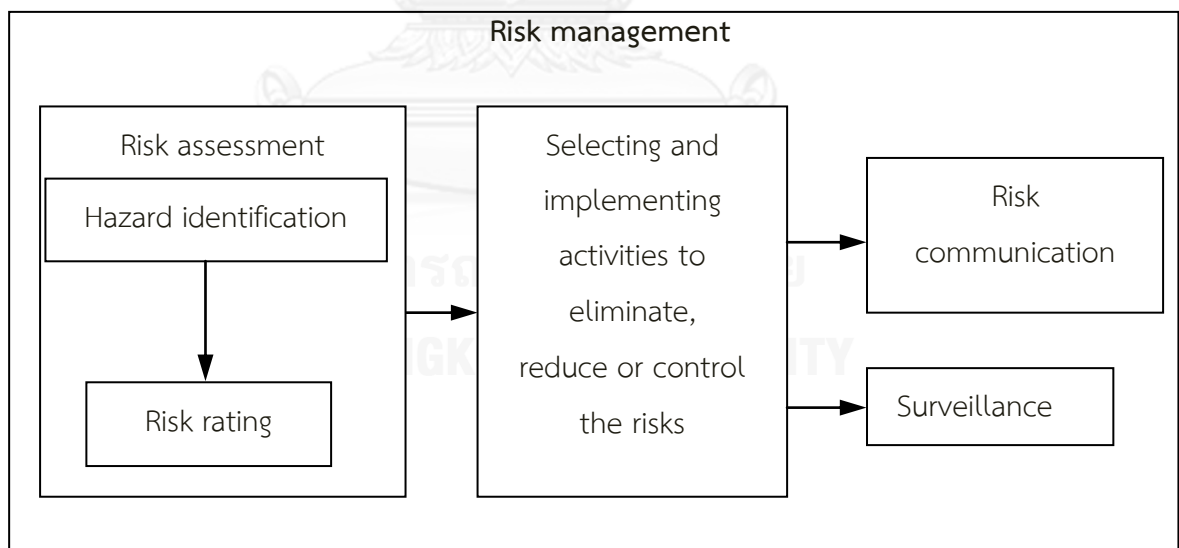 Risk management
Risk assessment
Hazard identification
Risk rating
Selecting and
implementing
activities to
eliminate,
reduce or control
the risks
Risk
communication
Surveillance